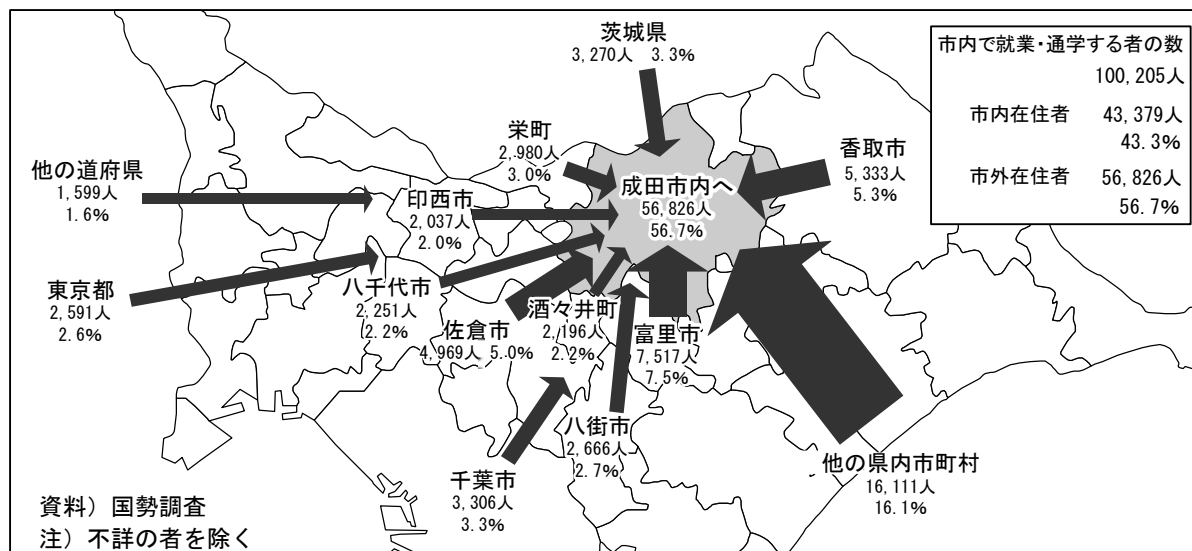 茨城県
3,270人 3.3%
市内で就業・通学する者の数
100,205人
市内在住者 43,379人
43.3%
市外在住者 56,826人
56.7%
栄町
2,980人
3.0%
香取市
5,333人
5.3%
他の道府県
1,599人
1.6%
印西市
2,037人
2.0%
成田市内へ
56,826人
56.7%
東京都
2,591人
2.6%
八千代市
2,251人
2.2%
佐倉市
4,969人 5.0%
酒々井町
2,196人
2.2%
富里市
7,517人
7.5%
八街市
2,666人
2.7%
千葉市
3,306人
3.3%
他の県内市町村
16,111人
16.1%
資料）国勢調査
注）不詳の者を除く